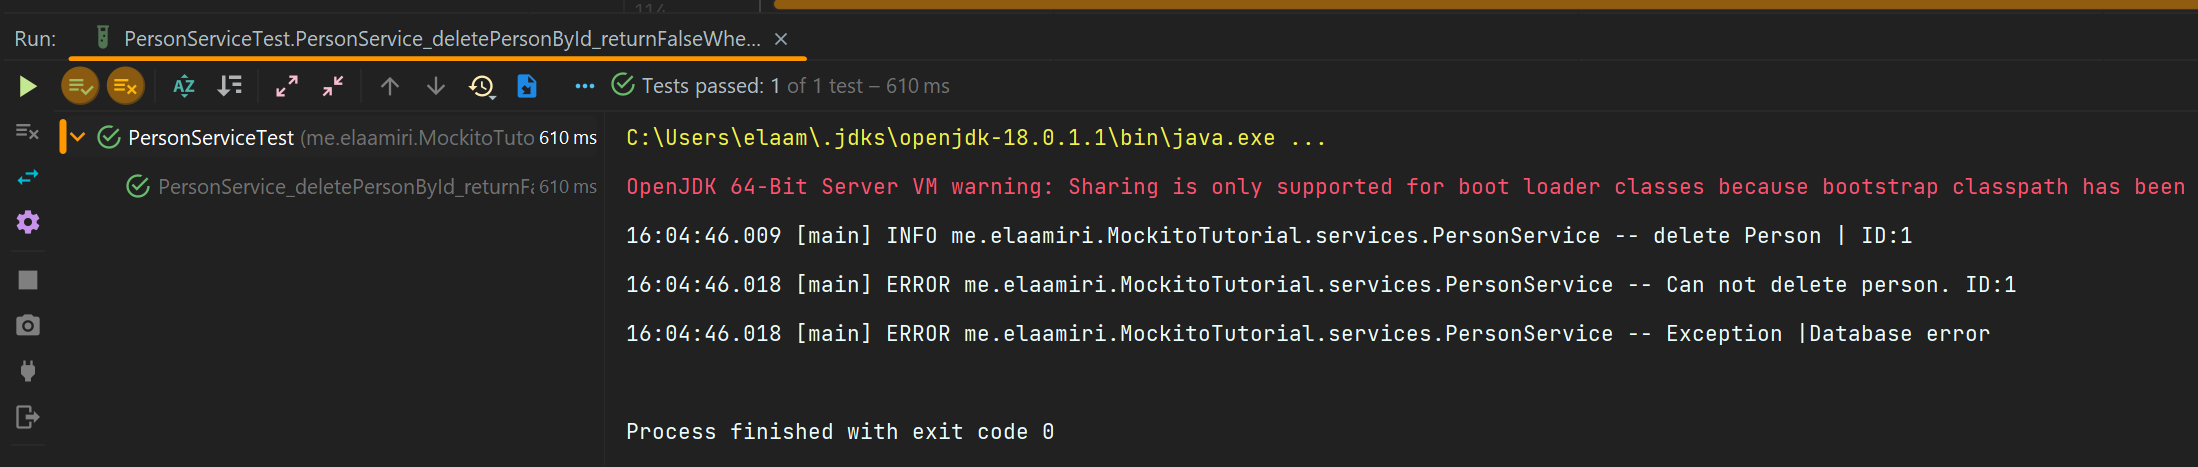 114
Run: PersonServiceTest.PersonService_deletePersonById_returnFalseWhe...
Tests passed: 1 of 1 test – 610 ms
PersonServiceTest (me.elaamiri.MockitoTuto 610 ms
PersonService_deletePersonById_returnFa 610 ms
C:\Users\elaam\.jdks\openjdk-18.0.1.1\bin\java.exe ...
OpenJDK 64-Bit Server VM warning: Sharing is only supported for boot loader classes because bootstrap classpath has been
16:04:46.009 [main] INFO me.elaamiri.MockitoTutorial.services.PersonService -- delete Person | ID:1
16:04:46.018 [main] ERROR me.elaamiri.MockitoTutorial.services.PersonService -- Can not delete person. ID:1
16:04:46.018 [main] ERROR me.elaamiri.MockitoTutorial.services.PersonService -- Exception |Database error
Process finished with exit code 0